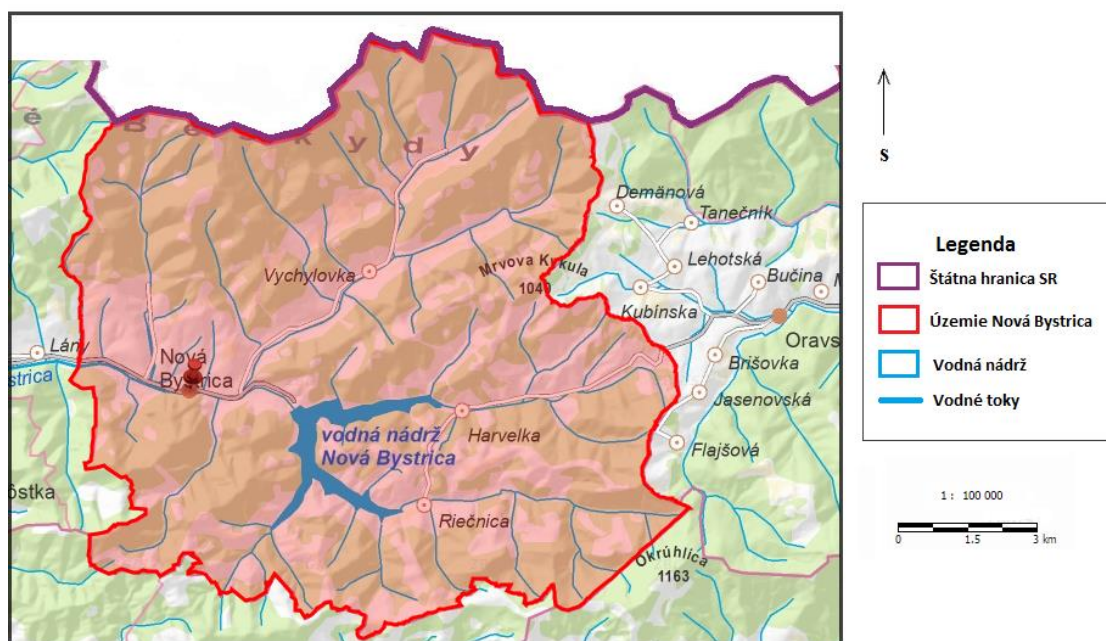 é B e s k y d y
Demänová
Tanečník
Lehotská
Bučina
M
Kubínska
Mrvova Kykula
1040
Vychylovka
Lány
Nová
Bystrica
strica
Oravs
Brišovka
Jasenovská
Flajšová
vodná nádrž
Nová Bystrica
Harvelka
Riečnica
ôstka
Okrúhlica
1163
S
Legenda
Štátna hranica SR
Územie Nová Bystrica
Vodná nádrž
Vodné toky
1 : 100 000
0 1.5 3 km